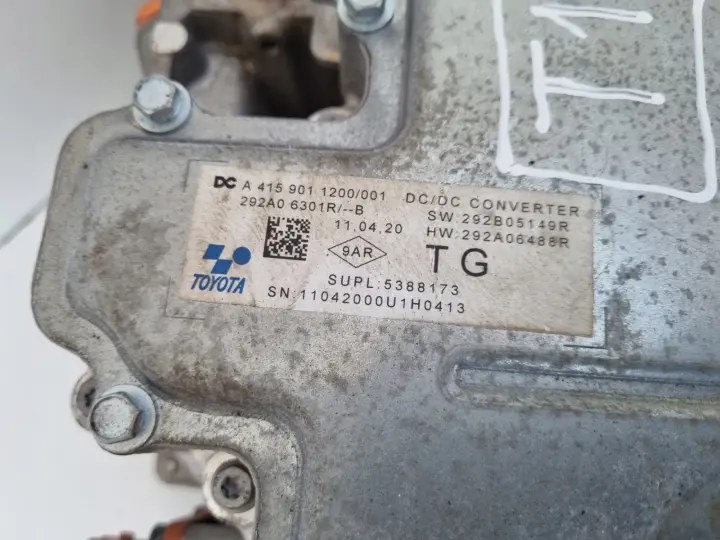 T1
DC A 415 901 1200/001 DC/DC CONVERTER
292A0 6301R/--B SW:292B05149R
11.04.20 HW:292A06488R
9AR TG
TOYOTA SUPL:5388173
SN:11042000U1H0413